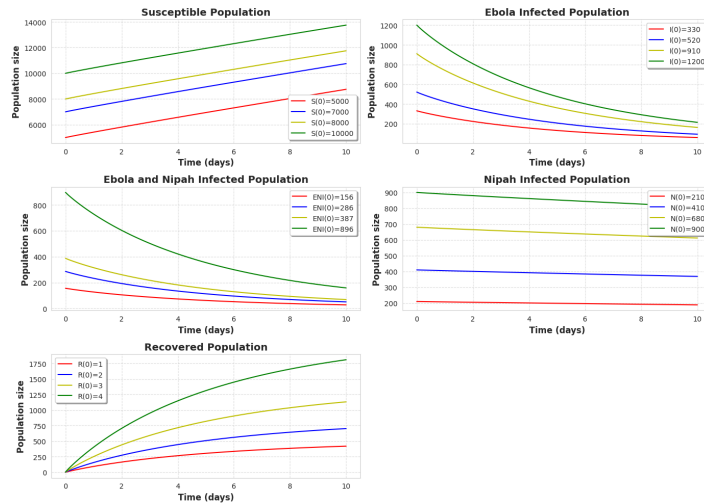 Susceptible Population
14000
12000
10000
8000
6000
Population size
0 2 4 6 8 10
Time (days)
S(0)=5000
S(0)=7000
S(0)=8000
S(0)=10000
Ebola Infected Population
1200
1000
800
600
400
200
Population size
0 2 4 6 8 10
Time (days)
I(0)=330
I(0)=520
I(0)=910
I(0)=1200
Ebola and Nipah Infected Population
800
600
400
200
0
Population size
0 2 4 6 8 10
Time (days)
ENI(0)=156
ENI(0)=286
ENI(0)=387
ENI(0)=896
Nipah Infected Population
900
800
700
600
500
400
300
200
Population size
0 2 4 6 8 10
Time (days)
N(0)=210
N(0)=410
N(0)=680
N(0)=900
Recovered Population
1750
1500
1250
1000
750
500
250
0
Population size
0 2 4 6 8 10
Time (days)
R(0)=1
R(0)=2
R(0)=3
R(0)=4